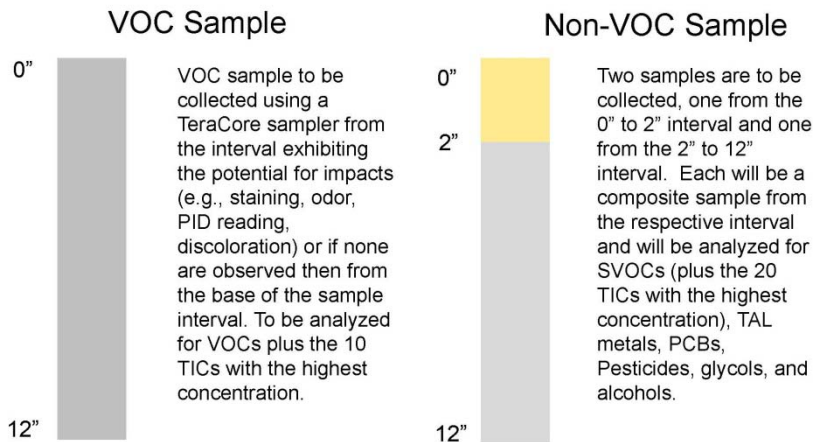 VOC Sample
0”
12”
VOC sample to be
collected using a
TeraCore sampler from
the interval exhibiting
the potential for impacts
(e.g., staining, odor,
PID reading,
discoloration) or if none
are observed then from
the base of the sample
interval. To be analyzed
for VOCs plus the 10
TICs with the highest
concentration.
Non-VOC Sample
0”
2”
12”
Two samples are to be
collected, one from the
0” to 2” interval and one
from the 2” to 12”
interval.  Each will be a
composite sample from
the respective interval
and will be analyzed for
SVOCs (plus the 20
TICs with the highest
concentration), TAL
metals, PCBs,
Pesticides, glycols, and
alcohols.